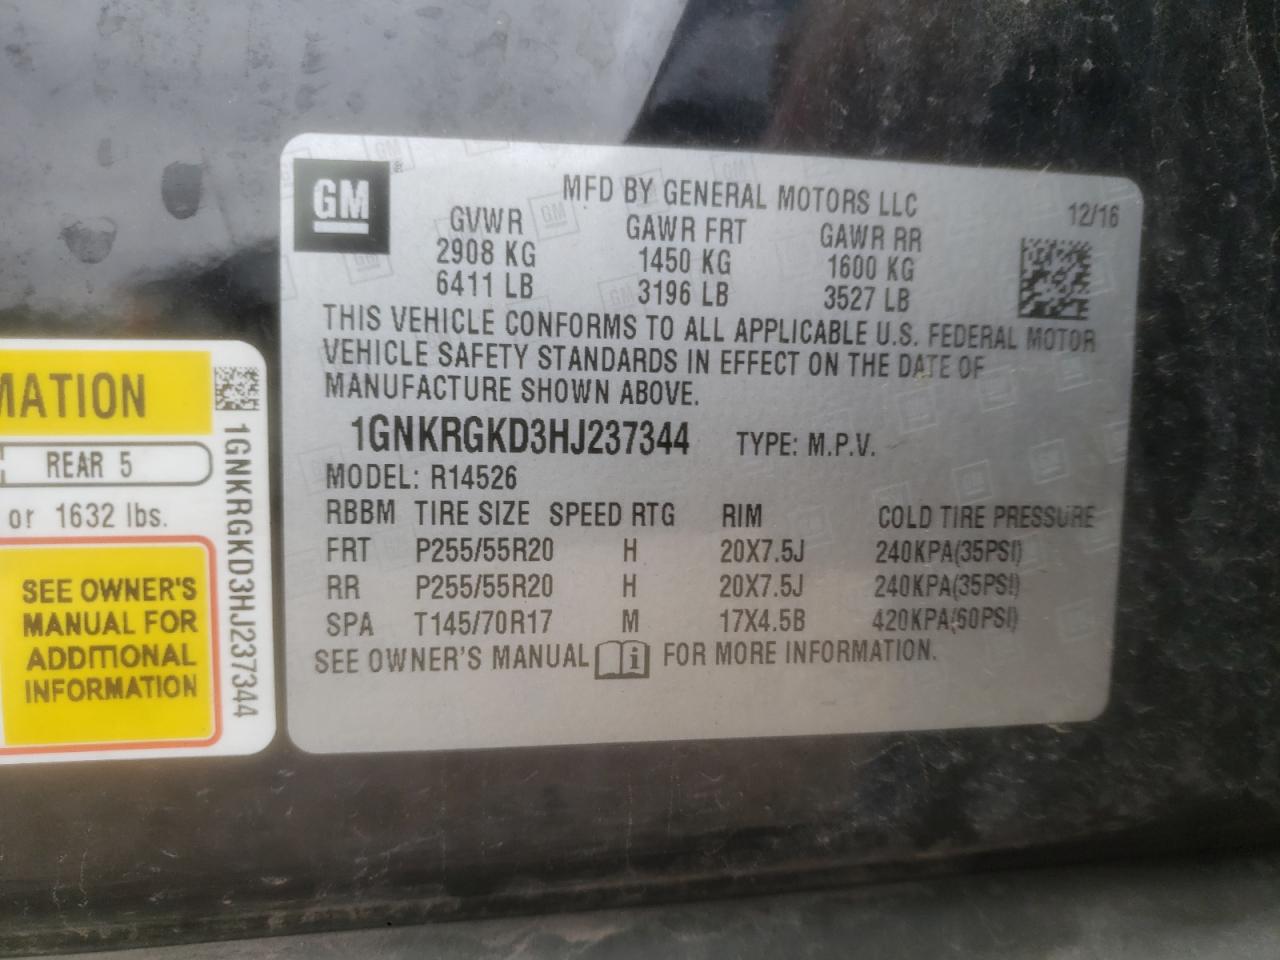 GM
MFD BY GENERAL MOTORS LLC
12/16
GVWR GAWR FRT GAWR RR
2908 KG 1450 KG 1600 KG
6411 LB 3196 LB 3527 LB
THIS VEHICLE CONFORMS TO ALL APPLICABLE U.S. FEDERAL MOTOR
VEHICLE SAFETY STANDARDS IN EFFECT ON THE DATE OF
MANUFACTURE SHOWN ABOVE.
1GNKRGKD3HJ237344 TYPE: M.P.V.
MODEL: R14526
RBBM TIRE SIZE SPEED RTG RIM COLD TIRE PRESSURE
FRT P255/55R20 H 20X7.5J 240KPA(35PSI)
RR P255/55R20 H 20X7.5J 240KPA(35PSI)
SPA T145/70R17 M 17X4.5B 420KPA(60PSI)
SEE OWNER'S MANUAL i FOR MORE INFORMATION.
MATION
REAR 5
or 1632 lbs.
SEE OWNER'S
MANUAL FOR
ADDITIONAL
INFORMATION
1GNKRGKD3HJ237344